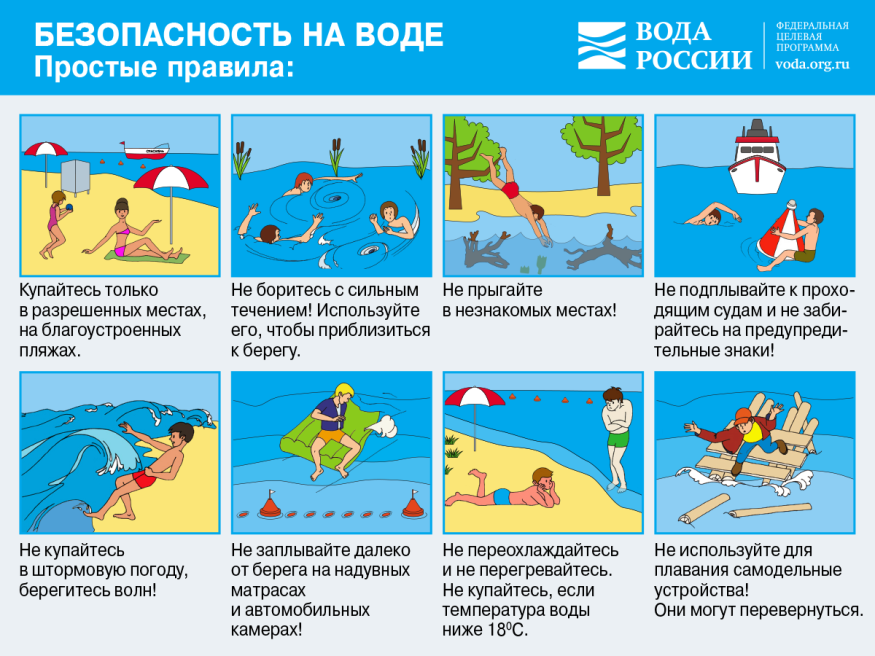 БЕЗОПАСНОСТЬ НА ВОДЕ
Простые правила:
ВОДА
РОССИИ
ФЕДЕРАЛЬНАЯ
ЦЕЛЕВАЯ
ПРОГРАММА
voda.org.ru
Купайтесь только
в разрешенных местах,
на благоустроенных
пляжах.
Не боритесь с сильным
течением! Используйте
его, чтобы приблизиться
к берегу.
Не прыгайте
в незнакомых местах!
Не подплывайте к прохо-
дящим судам и не заби-
райтесь на предупреди-
тельные знаки!
Не купайтесь
в штормовую погоду,
берегитесь волн!
Не заплывайте далеко
от берега на надувных
матрасах
и автомобильных
камерах!
Не переохлаждайтесь
и не перегревайтесь.
Не купайтесь, если
температура воды
ниже 18⁰С.
Не используйте для
плавания самодельные
устройства!
Они могут перевернуться.